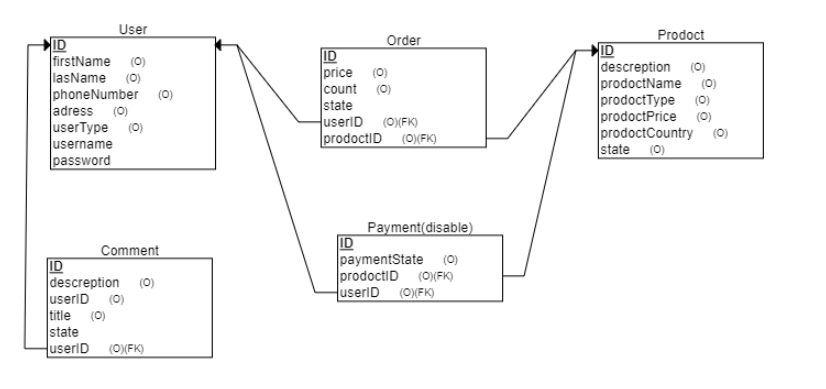 User
ID
firstName (O)
lasName (O)
phoneNumber (O)
adress (O)
userType (O)
username
password
Order
ID
price (O)
count (O)
state
userID (O)(FK)
prodoctID (O)(FK)
Prodoct
ID
descreption (O)
prodoctName (O)
prodoctType (O)
prodoctPrice (O)
prodoctCountry (O)
state (O)
Comment
ID
descreption (O)
userID (O)
title (O)
state
userID (O)(FK)
Payment(disable)
ID
paymentState (O)
prodoctID (O)(FK)
userID (O)(FK)